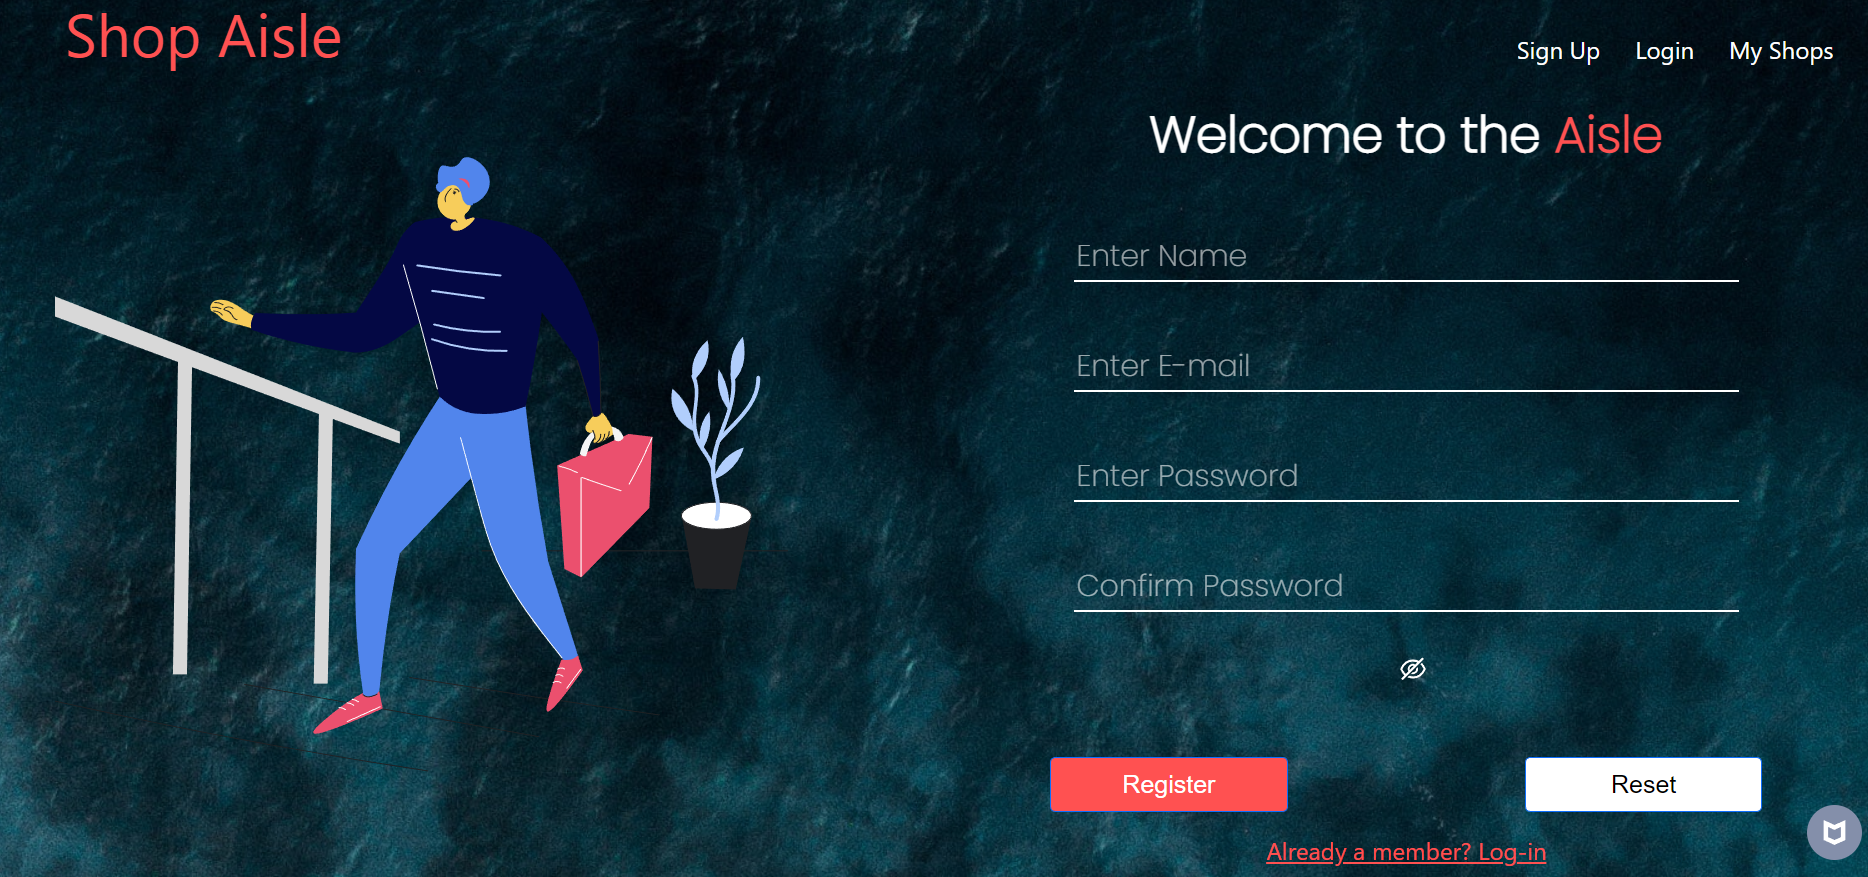 Shop Aisle
Sign Up Login My Shops
Welcome to the Aisle
Enter Name
Enter E-mail
Enter Password
Confirm Password
Register Reset
Already a member? Log-in